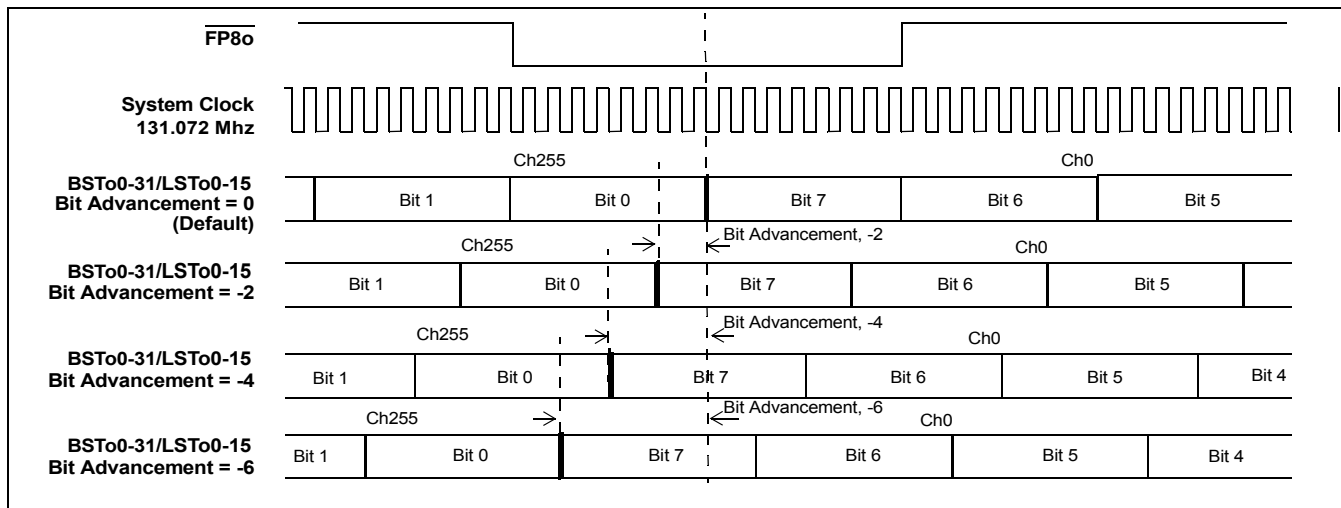 FP8o
System Clock
131.072 Mhz
Ch255 Ch0
BSTo0-31/LSTo0-15
Bit Advancement = 0
(Default)
Bit 1 Bit 0 Bit 7 Bit 6 Bit 5
Bit Advancement, -2
Ch255 Ch0
BSTo0-31/LSTo0-15
Bit Advancement = -2
Bit 1 Bit 0 Bit 7 Bit 6 Bit 5
Bit Advancement, -4
Ch255 Ch0
BSTo0-31/LSTo0-15
Bit Advancement = -4
Bit 1 Bit 0 Bit 7 Bit 6 Bit 5 Bit 4
Bit Advancement, -6
Ch255 Ch0
BSTo0-31/LSTo0-15
Bit Advancement = -6
Bit 1 Bit 0 Bit 7 Bit 6 Bit 5 Bit 4